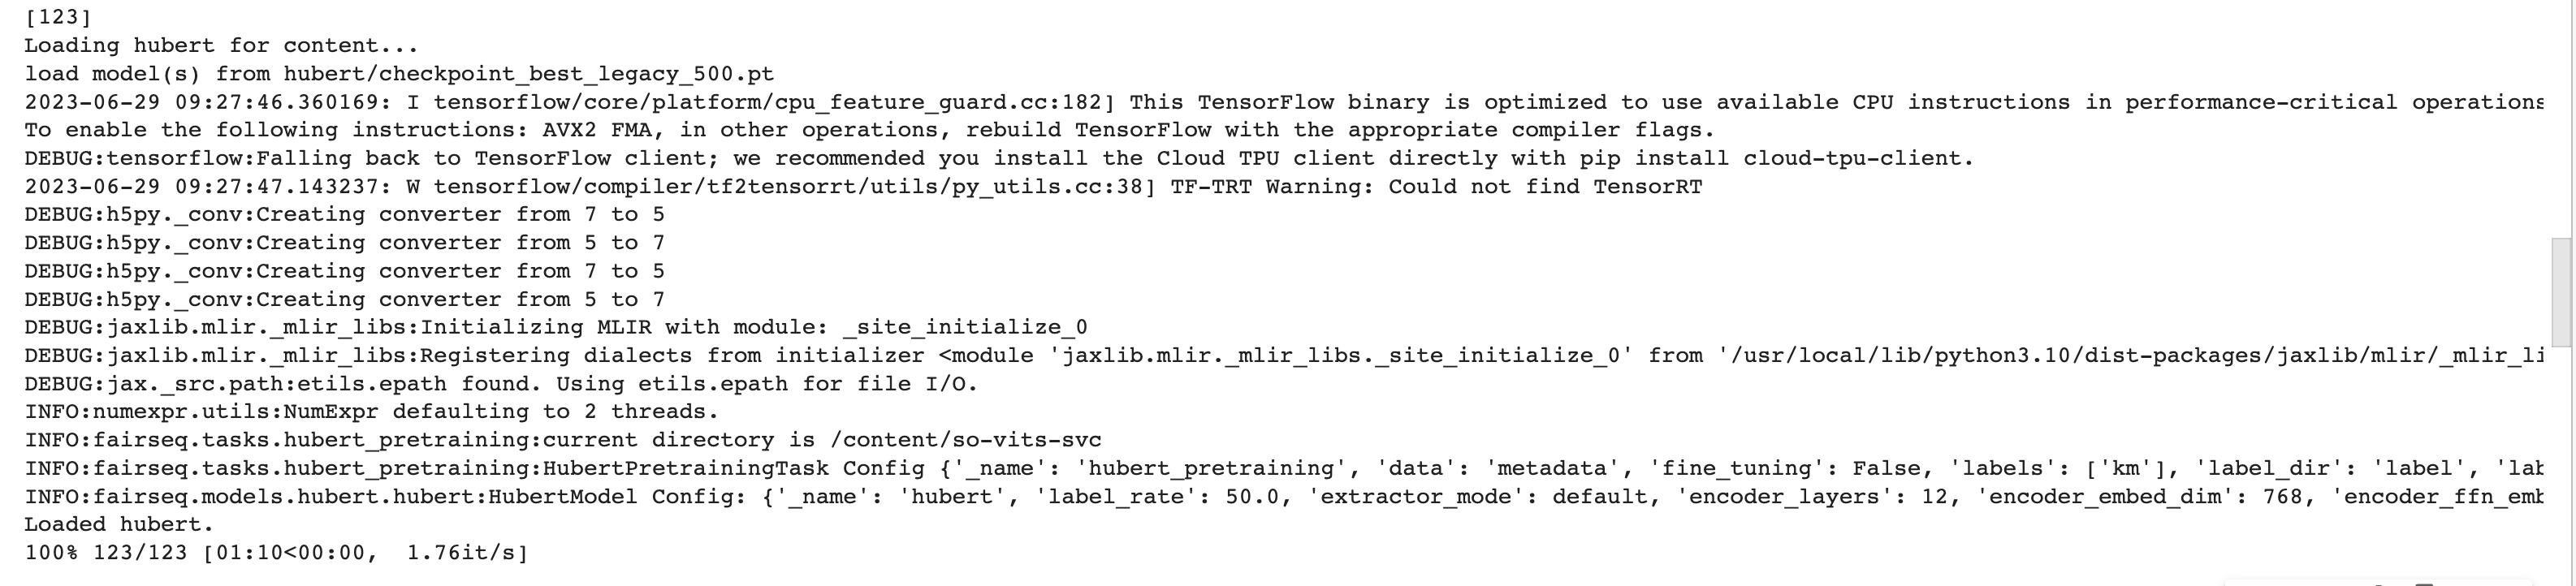 [123]
Loading hubert for content...
load model(s) from hubert/checkpoint_best_legacy_500.pt
2023-06-29 09:27:46.360169: I tensorflow/core/platform/cpu_feature_guard.cc:182] This TensorFlow binary is optimized to use available CPU instructions in performance-critical operations
To enable the following instructions: AVX2 FMA, in other operations, rebuild TensorFlow with the appropriate compiler flags.
DEBUG:tensorflow:Falling back to TensorFlow client; we recommended you install the Cloud TPU client directly with pip install cloud-tpu-client.
2023-06-29 09:27:47.143237: W tensorflow/compiler/tf2tensorrt/utils/py_utils.cc:38] TF-TRT Warning: Could not find TensorRT
DEBUG:h5py._conv:Creating converter from 7 to 5
DEBUG:h5py._conv:Creating converter from 5 to 7
DEBUG:h5py._conv:Creating converter from 7 to 5
DEBUG:h5py._conv:Creating converter from 5 to 7
DEBUG:jaxlib.mlir._mlir_libs:Initializing MLIR with module: _site_initialize_0
DEBUG:jaxlib.mlir._mlir_libs:Registering dialects from initializer <module 'jaxlib.mlir._mlir_libs._site_initialize_0' from '/usr/local/lib/python3.10/dist-packages/jaxlib/mlir/_mlir_li
DEBUG:jax._src.path:etils.epath found. Using etils.epath for file I/O.
INFO:numexpr.utils:NumExpr defaulting to 2 threads.
INFO:fairseq.tasks.hubert_pretraining:current directory is /content/so-vits-svc
INFO:fairseq.tasks.hubert_pretraining:HubertPretrainingTask Config {'_name': 'hubert_pretraining', 'data': 'metadata', 'fine_tuning': False, 'labels': ['km'], 'label_dir': 'label', 'lab
INFO:fairseq.models.hubert.hubert:HubertModel Config: {'_name': 'hubert', 'label_rate': 50.0, 'extractor_mode': default, 'encoder_layers': 12, 'encoder_embed_dim': 768, 'encoder_ffn_emb
Loaded hubert.
100% 123/123 [01:10<00:00,  1.76it/s]